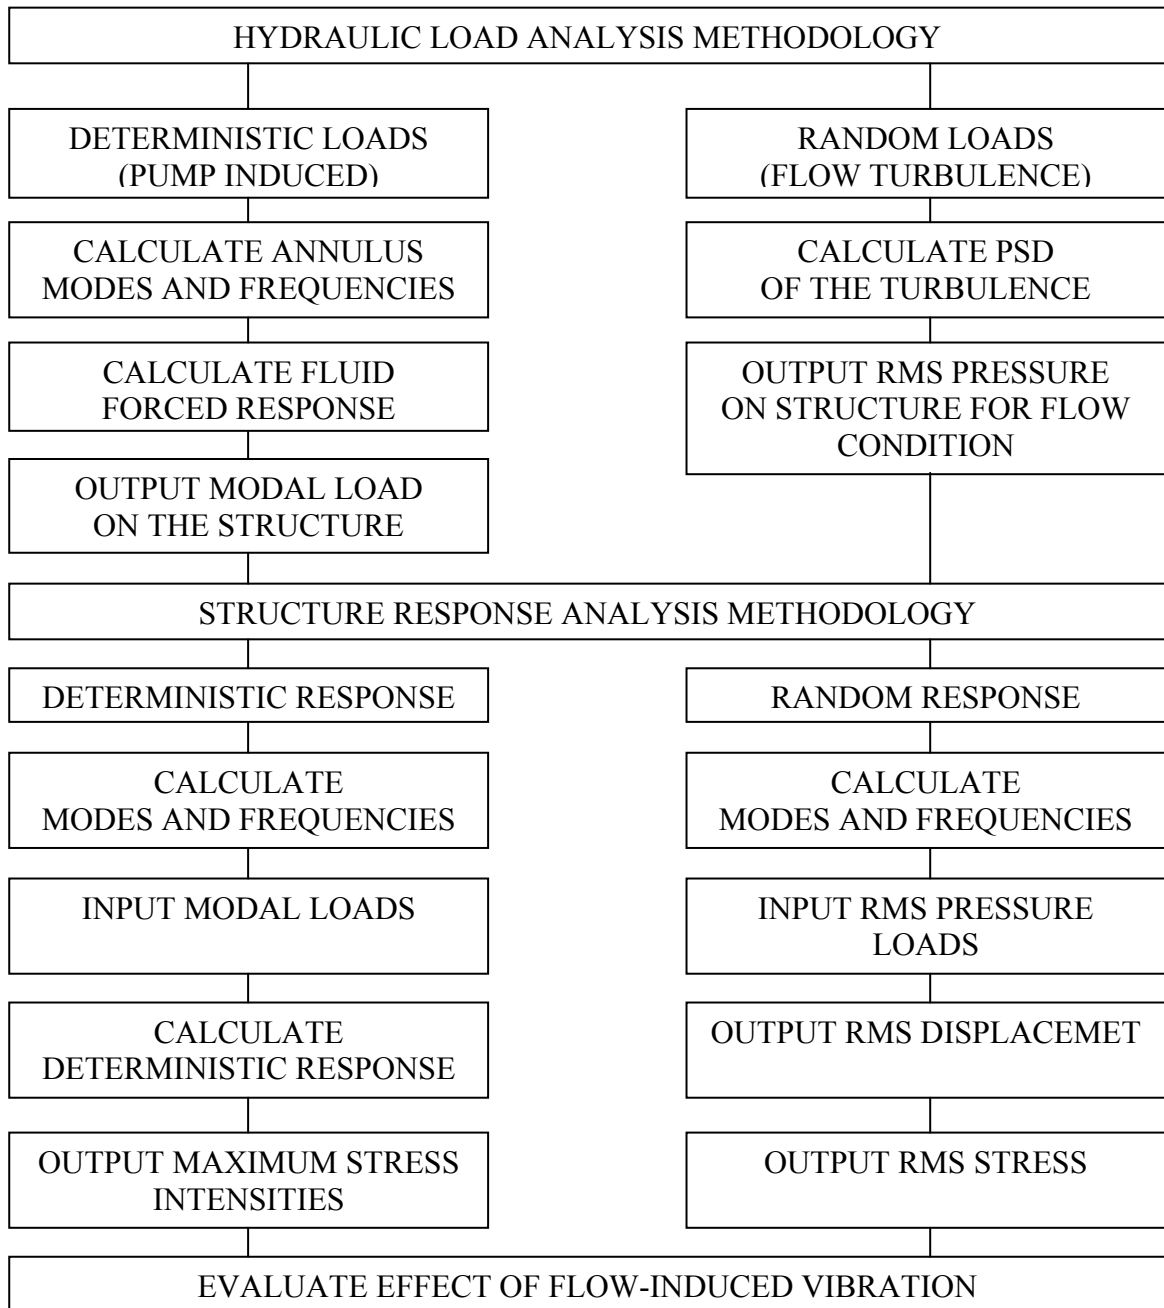 HYDRAULIC LOAD ANALYSIS METHODOLOGY
DETERMINISTIC LOADS
(PUMP INDUCED)
RANDOM LOADS
(FLOW TURBULENCE)
CALCULATE ANNULUS
MODES AND FREQUENCIES
CALCULATE PSD
OF THE TURBULENCE
CALCULATE FLUID
FORCED RESPONSE
OUTPUT RMS PRESSURE
ON STRUCTURE FOR FLOW
CONDITION
OUTPUT MODAL LOAD
ON THE STRUCTURE
STRUCTURE RESPONSE ANALYSIS METHODOLOGY
DETERMINISTIC RESPONSE
RANDOM RESPONSE
CALCULATE
MODES AND FREQUENCIES
CALCULATE
MODES AND FREQUENCIES
INPUT MODAL LOADS
INPUT RMS PRESSURE
LOADS
CALCULATE
DETERMINISTIC RESPONSE
OUTPUT RMS DISPLACEMET
OUTPUT MAXIMUM STRESS
INTENSITIES
OUTPUT RMS STRESS
EVALUATE EFFECT OF FLOW-INDUCED VIBRATION